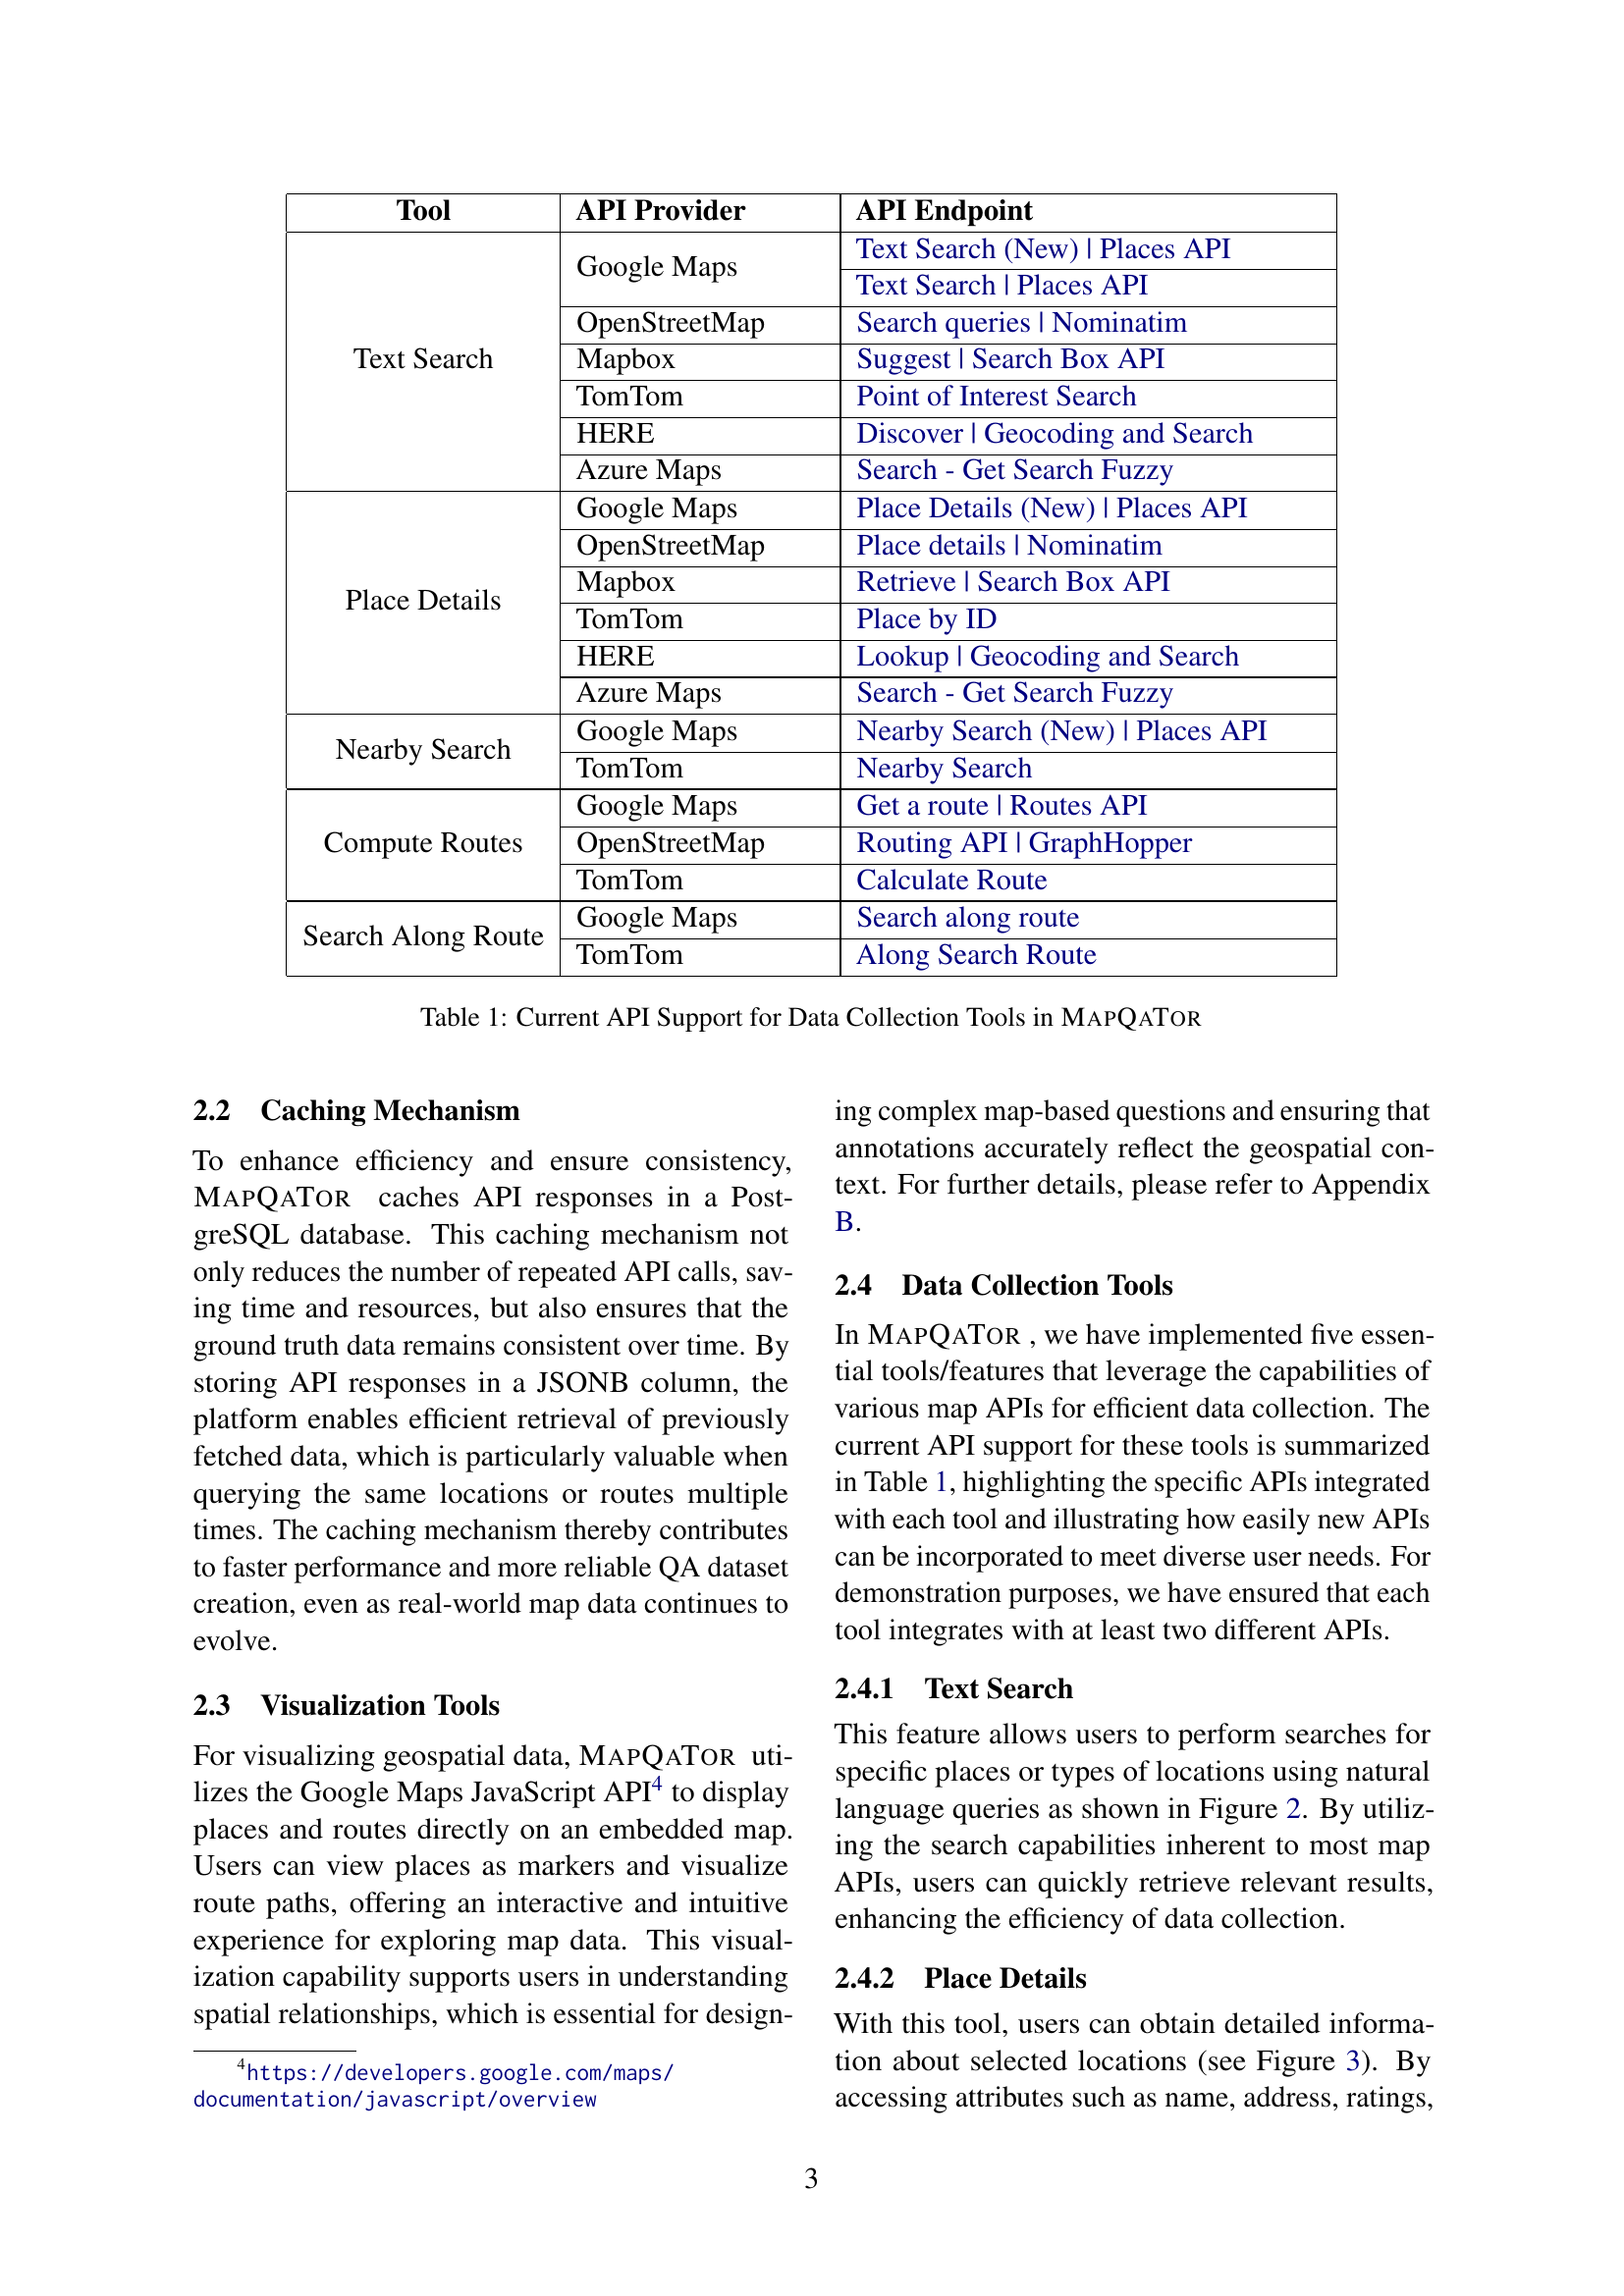 Tool API Provider API Endpoint
Text Search
Google Maps
Text Search (New) | Places API
Text Search | Places API
OpenStreetMap Search queries | Nominatim
Mapbox Suggest | Search Box API
TomTom Point of Interest Search
HERE Discover | Geocoding and Search
Azure Maps Search - Get Search Fuzzy
Place Details
Google Maps Place Details (New) | Places API
OpenStreetMap Place details | Nominatim
Mapbox Retrieve | Search Box API
TomTom Place by ID
HERE Lookup | Geocoding and Search
Azure Maps Search - Get Search Fuzzy
Nearby Search
Google Maps Nearby Search (New) | Places API
TomTom Nearby Search
Compute Routes
Google Maps Get a route | Routes API
OpenStreetMap Routing API | GraphHopper
TomTom Calculate Route
Search Along Route
Google Maps Search along route
TomTom Along Search Route
Table 1: Current API Support for Data Collection Tools in MAPQATOR
2.2 Caching Mechanism
To enhance efficiency and ensure consistency,
MAPQATOR caches API responses in a Post-
greSQL database. This caching mechanism not
only reduces the number of repeated API calls, sav-
ing time and resources, but also ensures that the
ground truth data remains consistent over time. By
storing API responses in a JSONB column, the
platform enables efficient retrieval of previously
fetched data, which is particularly valuable when
querying the same locations or routes multiple
times. The caching mechanism thereby contributes
to faster performance and more reliable QA dataset
creation, even as real-world map data continues to
evolve.
2.3 Visualization Tools
For visualizing geospatial data, MAPQATOR uti-
lizes the Google Maps JavaScript API4 to display
places and routes directly on an embedded map.
Users can view places as markers and visualize
route paths, offering an interactive and intuitive
experience for exploring map data. This visual-
ization capability supports users in understanding
spatial relationships, which is essential for design-
4https://developers.google.com/maps/
documentation/javascript/overview
ing complex map-based questions and ensuring that
annotations accurately reflect the geospatial con-
text. For further details, please refer to Appendix
B.
2.4 Data Collection Tools
In MAPQATOR , we have implemented five essen-
tial tools/features that leverage the capabilities of
various map APIs for efficient data collection. The
current API support for these tools is summarized
in Table 1, highlighting the specific APIs integrated
with each tool and illustrating how easily new APIs
can be incorporated to meet diverse user needs. For
demonstration purposes, we have ensured that each
tool integrates with at least two different APIs.
2.4.1 Text Search
This feature allows users to perform searches for
specific places or types of locations using natural
language queries as shown in Figure 2. By utiliz-
ing the search capabilities inherent to most map
APIs, users can quickly retrieve relevant results,
enhancing the efficiency of data collection.
2.4.2 Place Details
With this tool, users can obtain detailed informa-
tion about selected locations (see Figure 3). By
accessing attributes such as name, address, ratings,
3